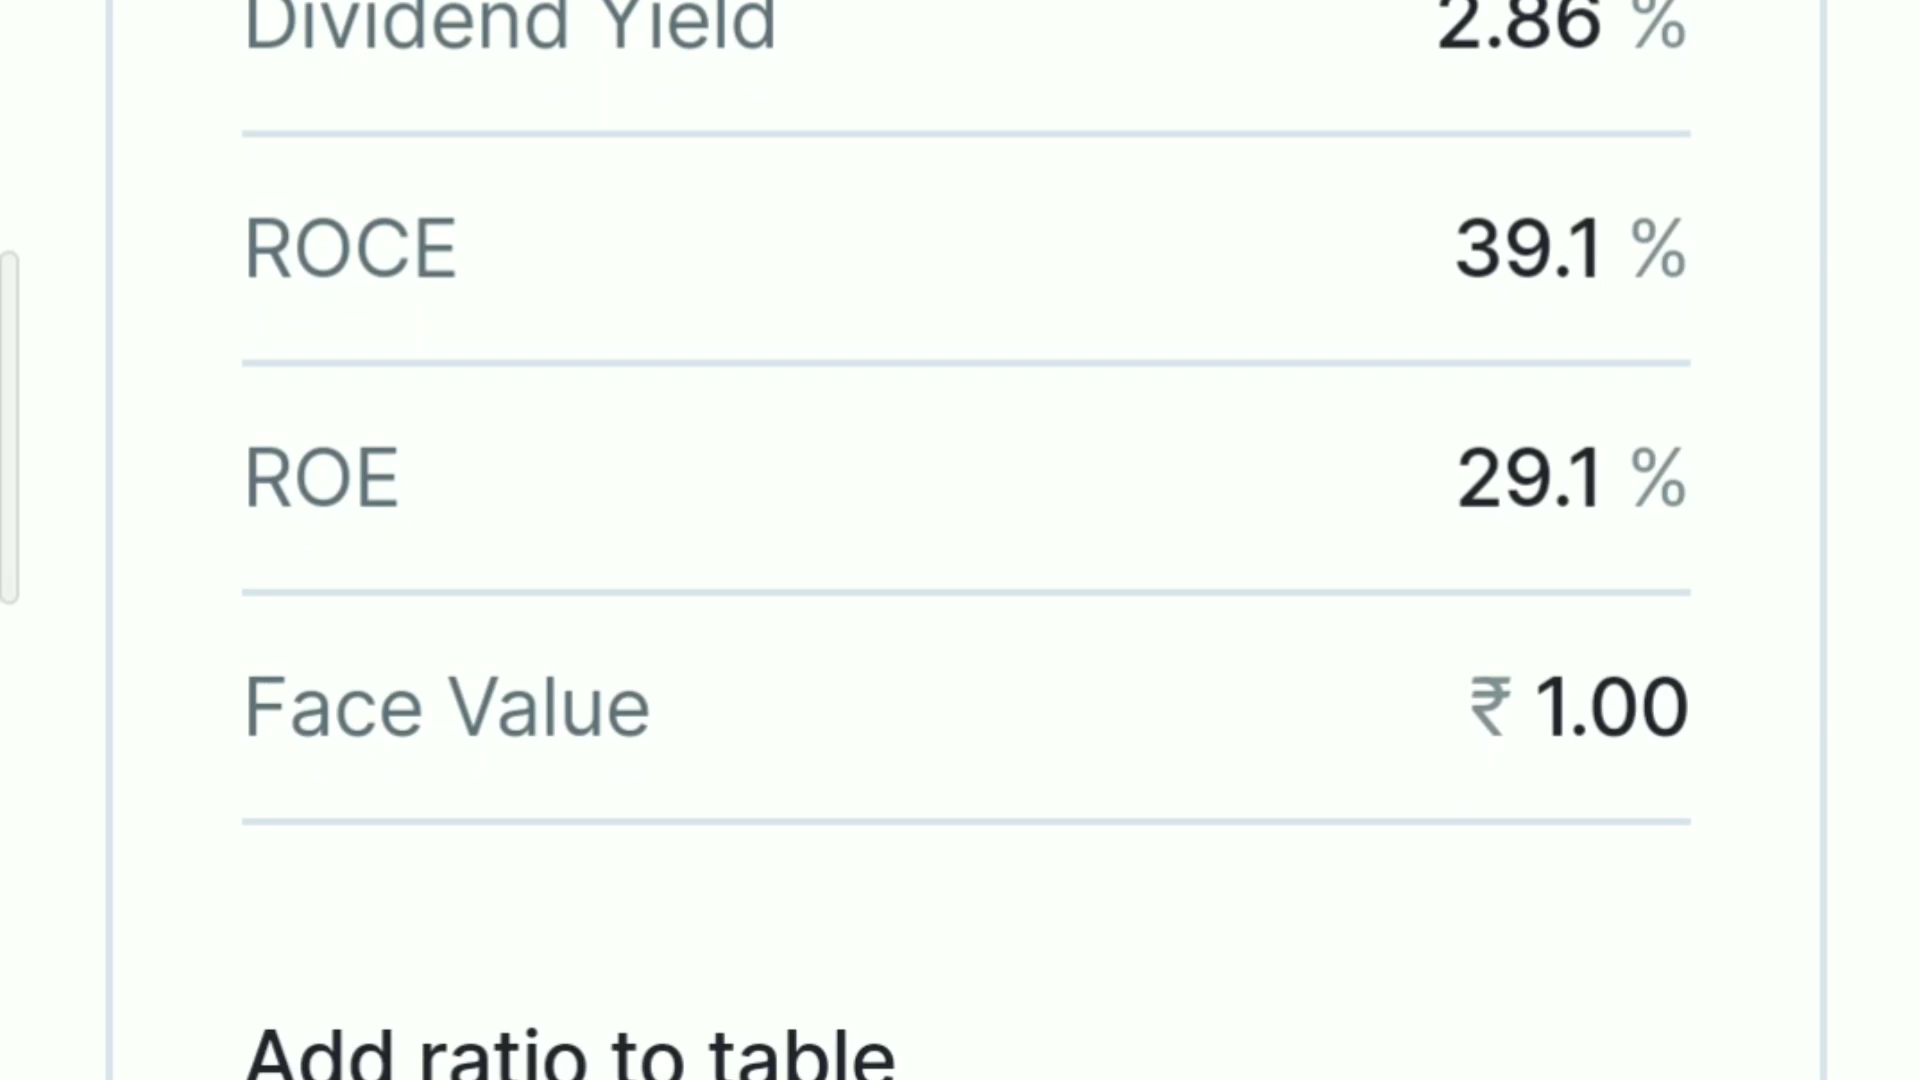 Dividend Yield 2.86 %
ROCE 39.1 %
ROE 29.1 %
Face Value ₹ 1.00
Add ratio to table